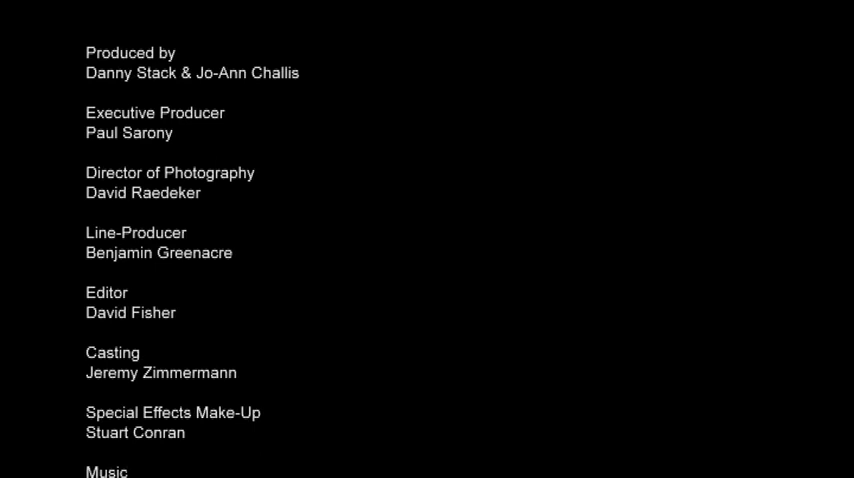 Produced by
Danny Stack & Jo-Ann Challis
Executive Producer
Paul Sarony
Director of Photography
David Raedeker
Line-Producer
Benjamin Greenacre
Editor
David Fisher
Casting
Jeremy Zimmermann
Special Effects Make-Up
Stuart Conran
Music